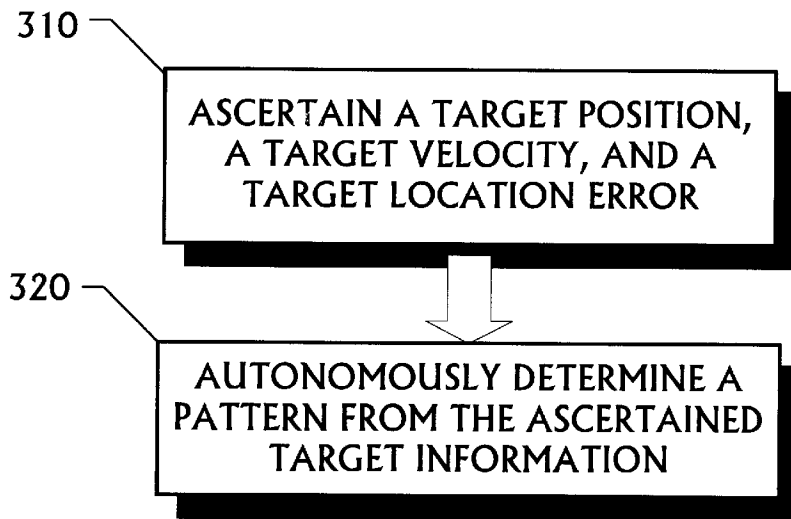 310
ASCERTAIN A TARGET POSITION,
A TARGET VELOCITY, AND A
TARGET LOCATION ERROR
320
AUTONOMOUSLY DETERMINE A
PATTERN FROM THE ASCERTAINED
TARGET INFORMATION